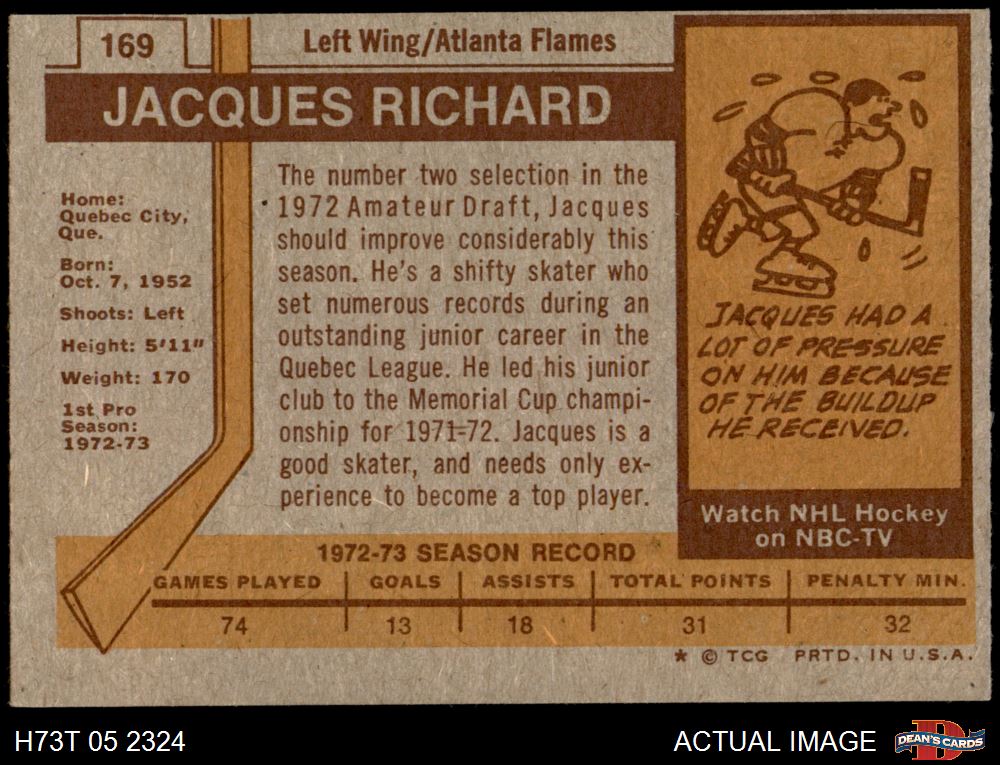 169
Left Wing/Atlanta Flames
JACQUES RICHARD
Home:
Quebec City,
Que.
Born:
Oct. 7, 1952
Shoots: Left
Height: 5'11"
Weight: 170
1st Pro
Season:
1972-73
The number two selection in the
1972 Amateur Draft, Jacques
should improve considerably this
season. He's a shifty skater who
set numerous records during an
outstanding junior career in the
Quebec League. He led his junior
club to the Memorial Cup champi-
onship for 1971-72. Jacques is a
good skater, and needs only ex-
perience to become a top player.
JACQUES HAD A
LOT OF PRESSURE
ON HIM BECAUSE
OF THE BUILDUP
HE RECEIVED.
Watch NHL Hockey
on NBC-TV
1972-73 SEASON RECORD
GAMES PLAYED GOALS ASSISTS TOTAL POINTS PENALTY MIN.
74 13 18 31 32
* © TCG PRTD. IN U.S.A.
H73T 05 2324
ACTUAL IMAGE
DEAN'S CARDS